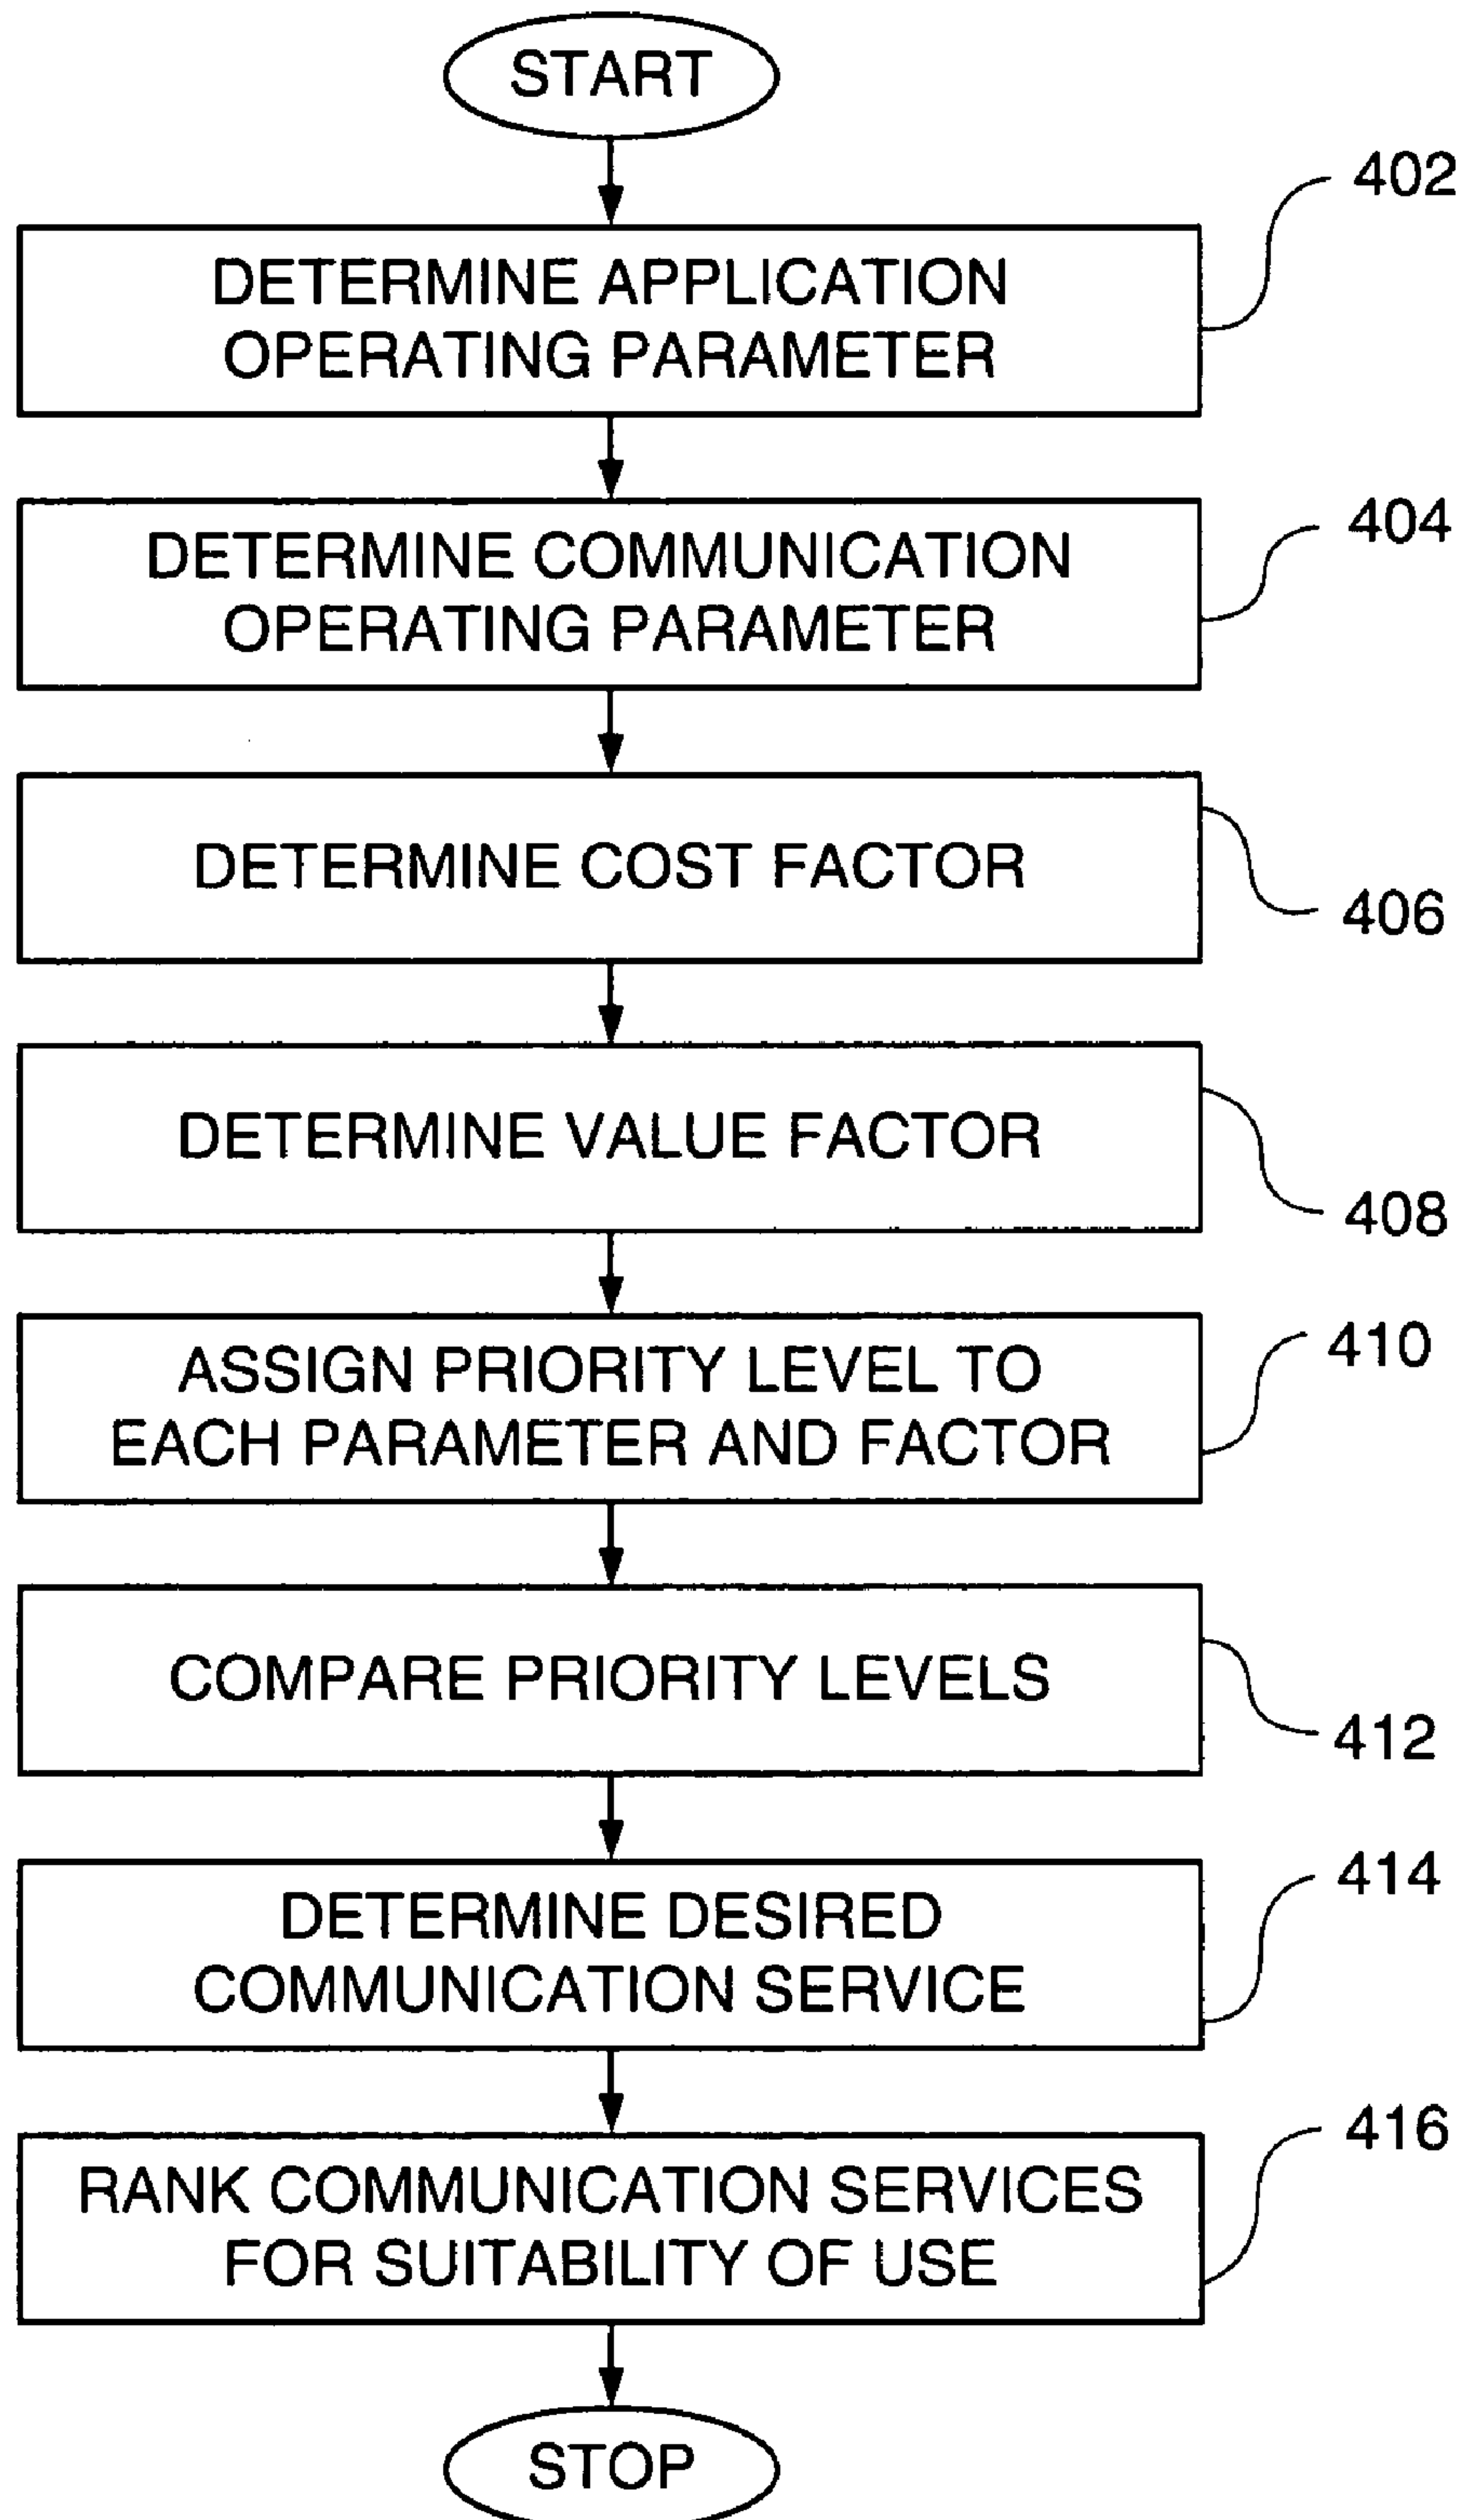 START
402
DETERMINE APPLICATION
OPERATING PARAMETER
404
DETERMINE COMMUNICATION
OPERATING PARAMETER
DETERMINE COST FACTOR
406
DETERMINE VALUE FACTOR
408
410
ASSIGN PRIORITY LEVEL TO
EACH PARAMETER AND FACTOR
COMPARE PRIORITY LEVELS
412
414
DETERMINE DESIRED
COMMUNICATION SERVICE
416
RANK COMMUNICATION SERVICES
FOR SUITABILITY OF USE
STOP